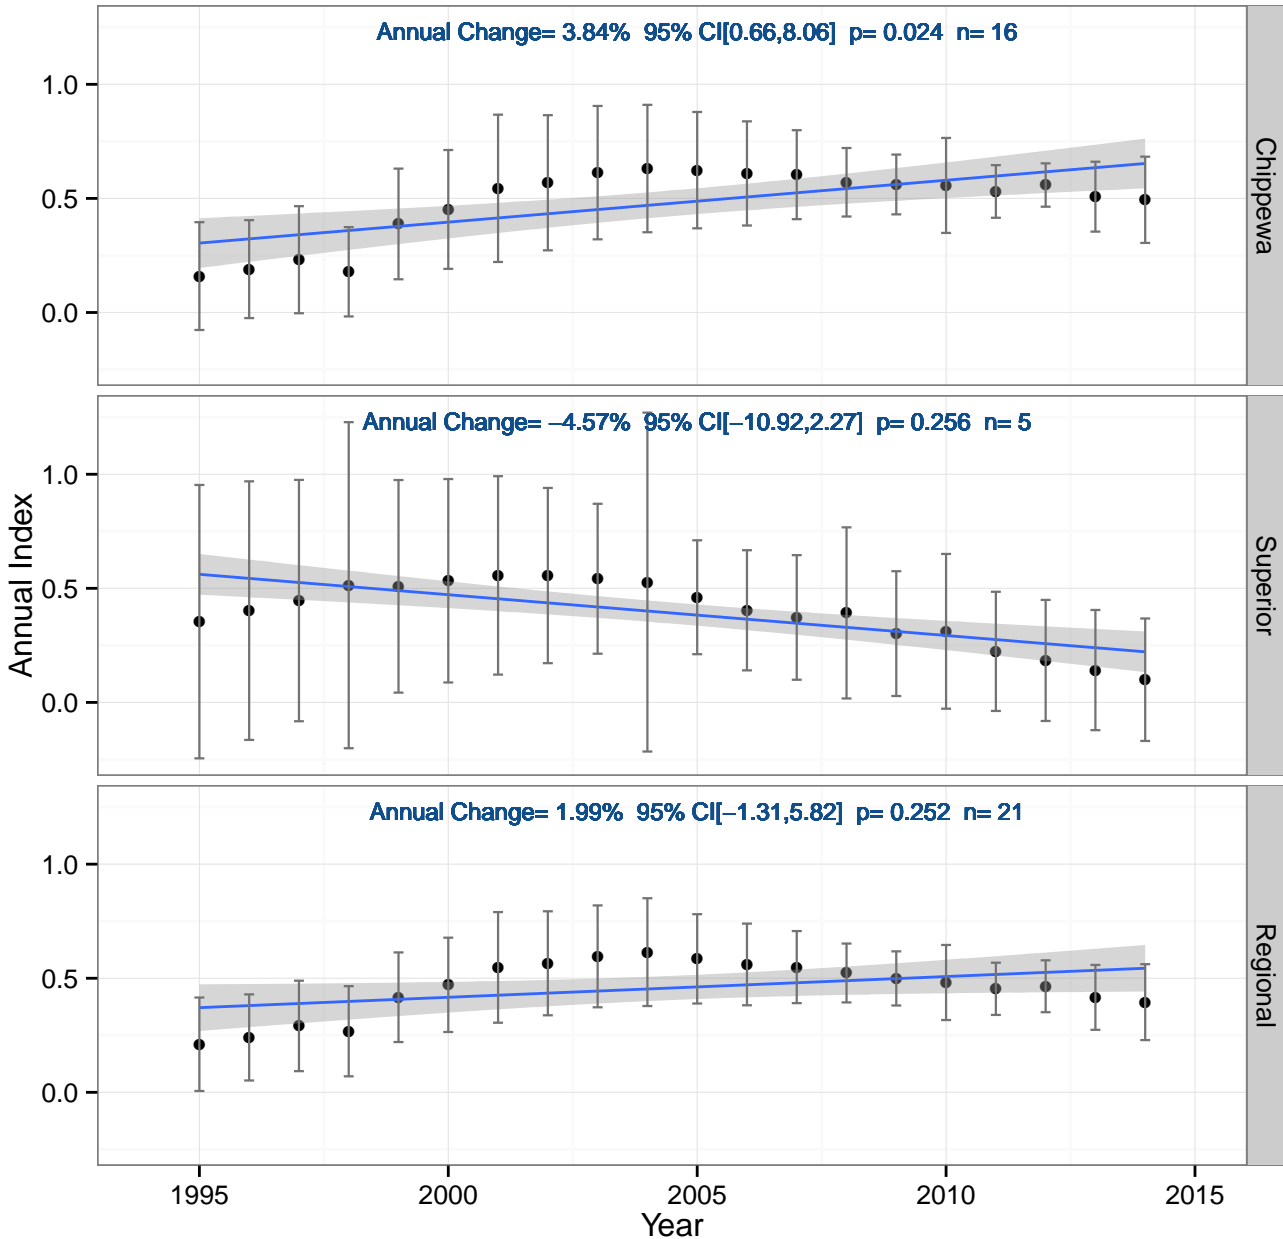 Annual Change= 3.84%  95% CI[0.66,8.06]  p= 0.024  n= 16
1.0
0.5
0.0
Chippewa
Annual Change= −4.57%  95% CI[−10.92,2.27]  p= 0.256  n= 5
1.0
0.5
0.0
Superior
Annual Index
Annual Change= 1.99%  95% CI[−1.31,5.82]  p= 0.252  n= 21
1.0
0.5
0.0
Regional
1995 2000 2005 2010 2015
Year